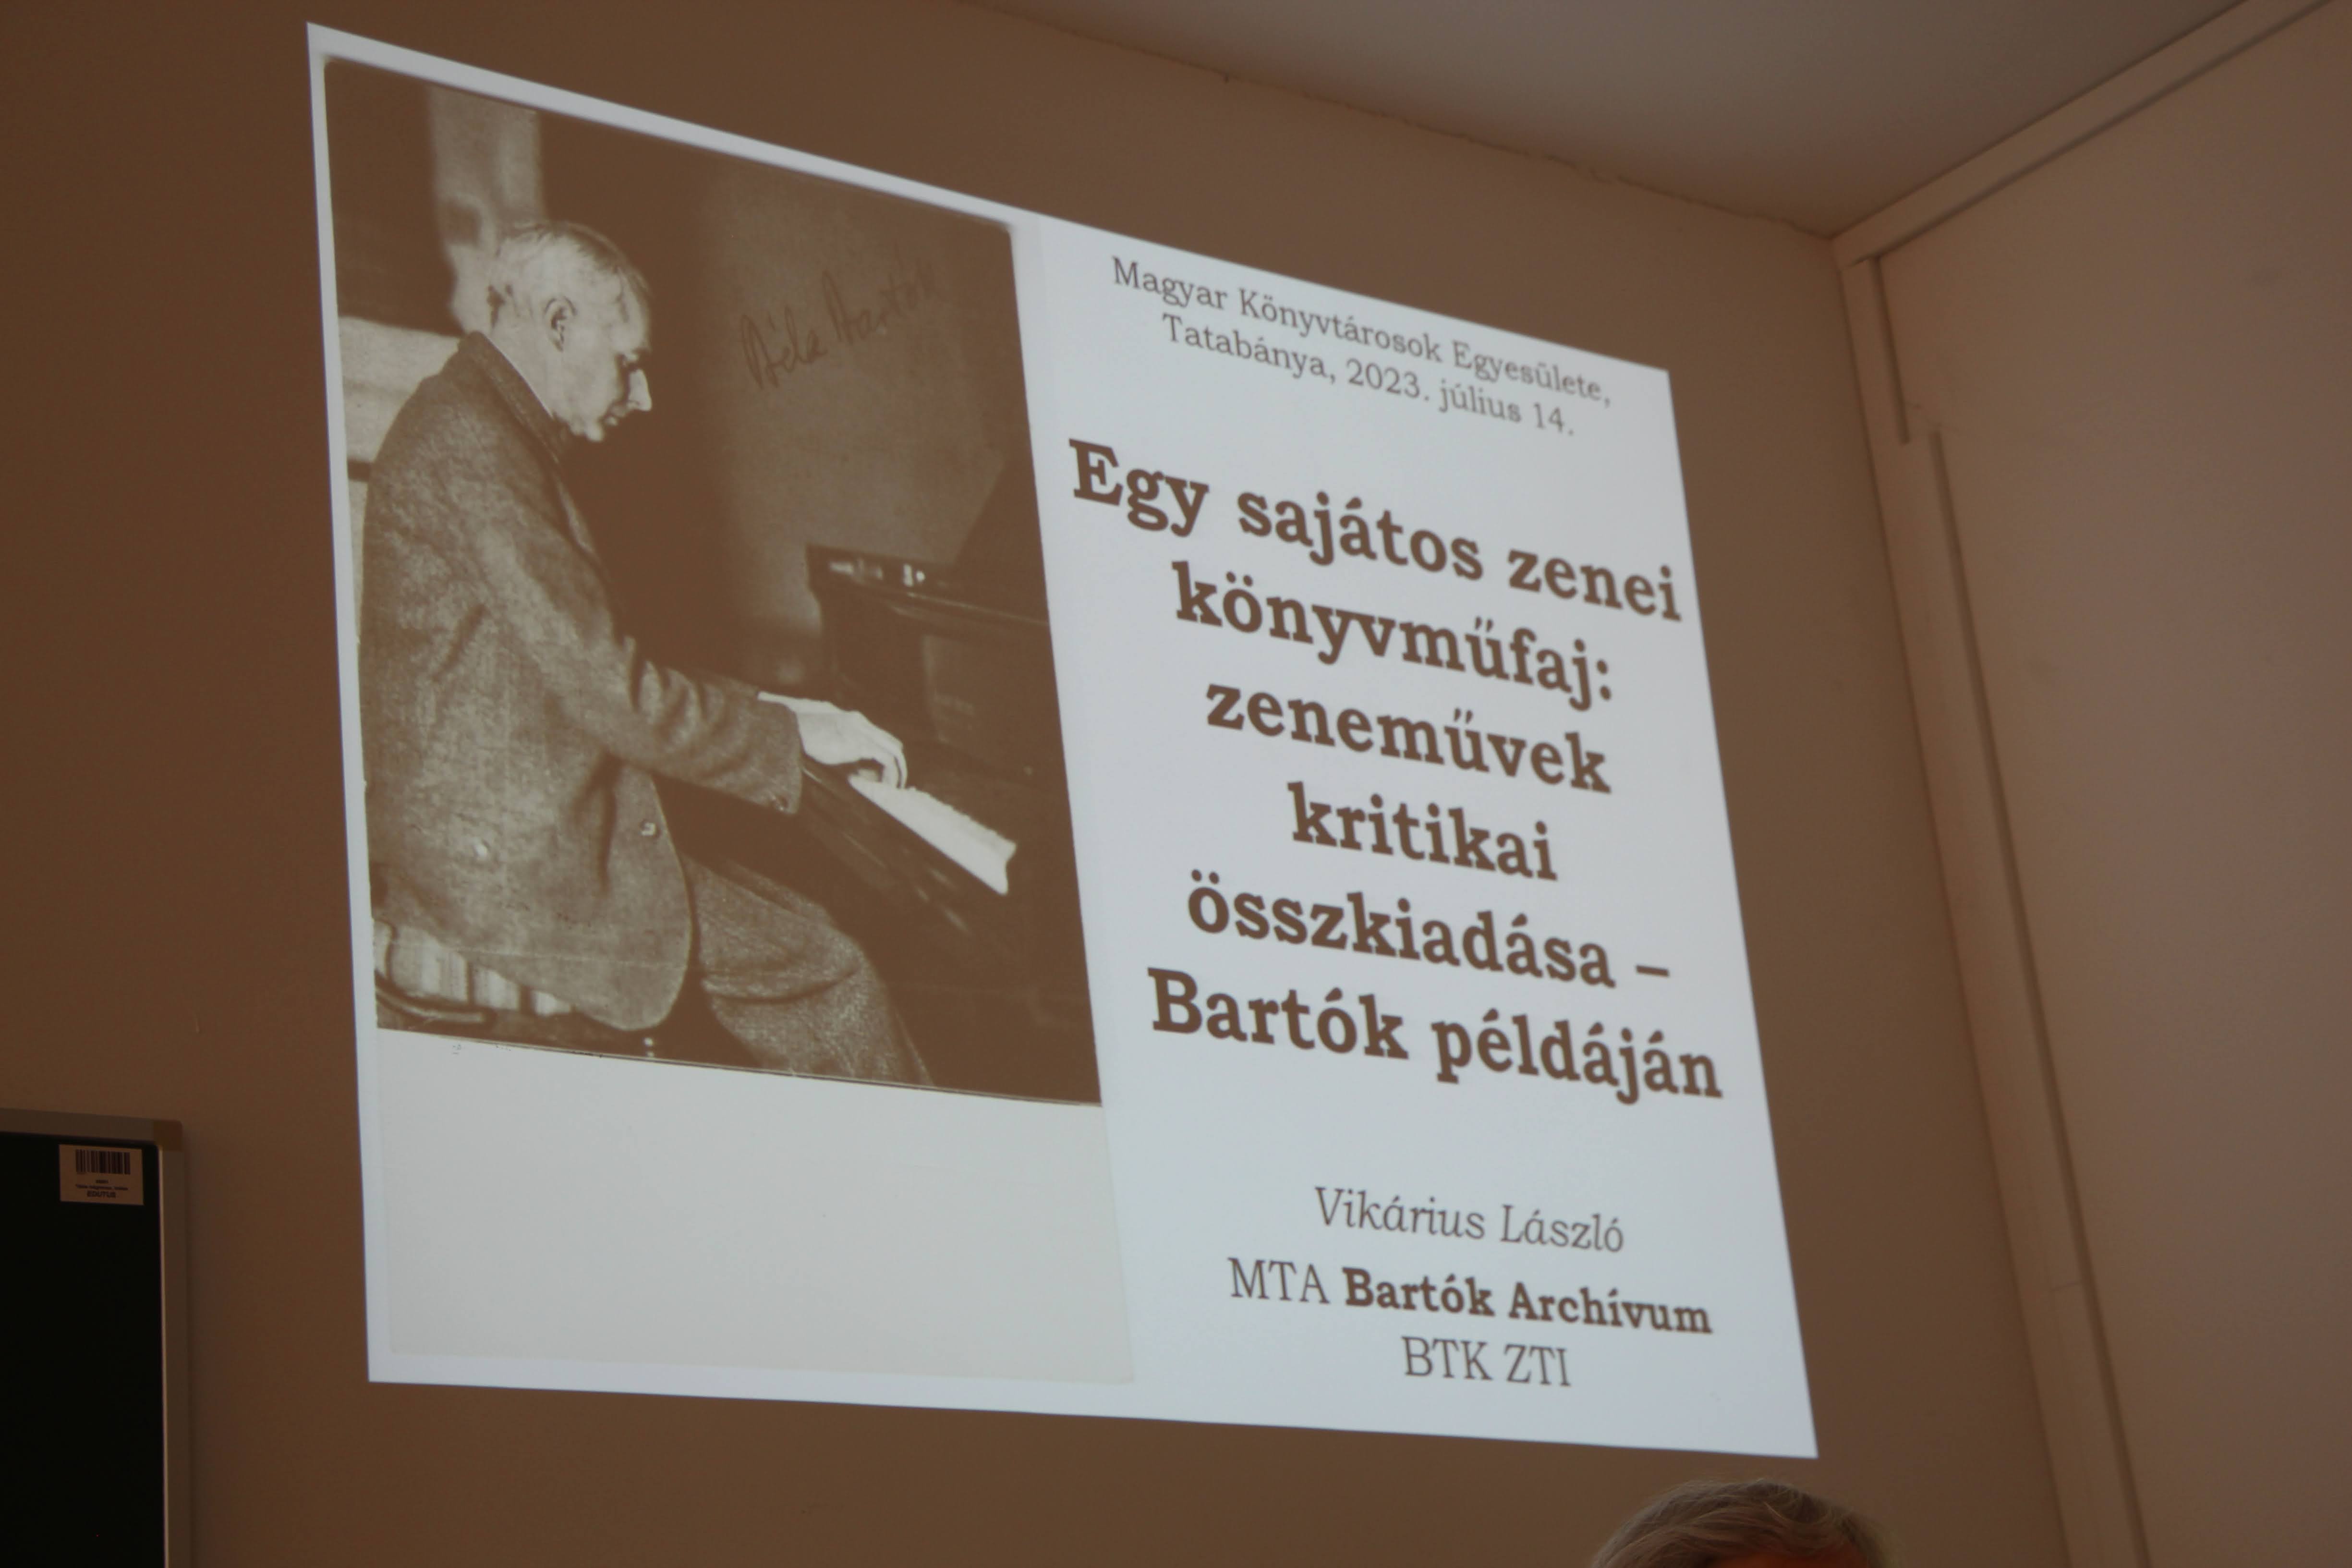 Béla Bartók
Magyar Könyvtárosok Egyesülete,
Tatabánya, 2023. július 14.
Egy sajátos zenei
könyvműfaj:
zeneművek
kritikai
összkiadása –
Bartók példáján
Vikárius László
MTA Bartók Archívum
BTK ZTI
EDUTUS